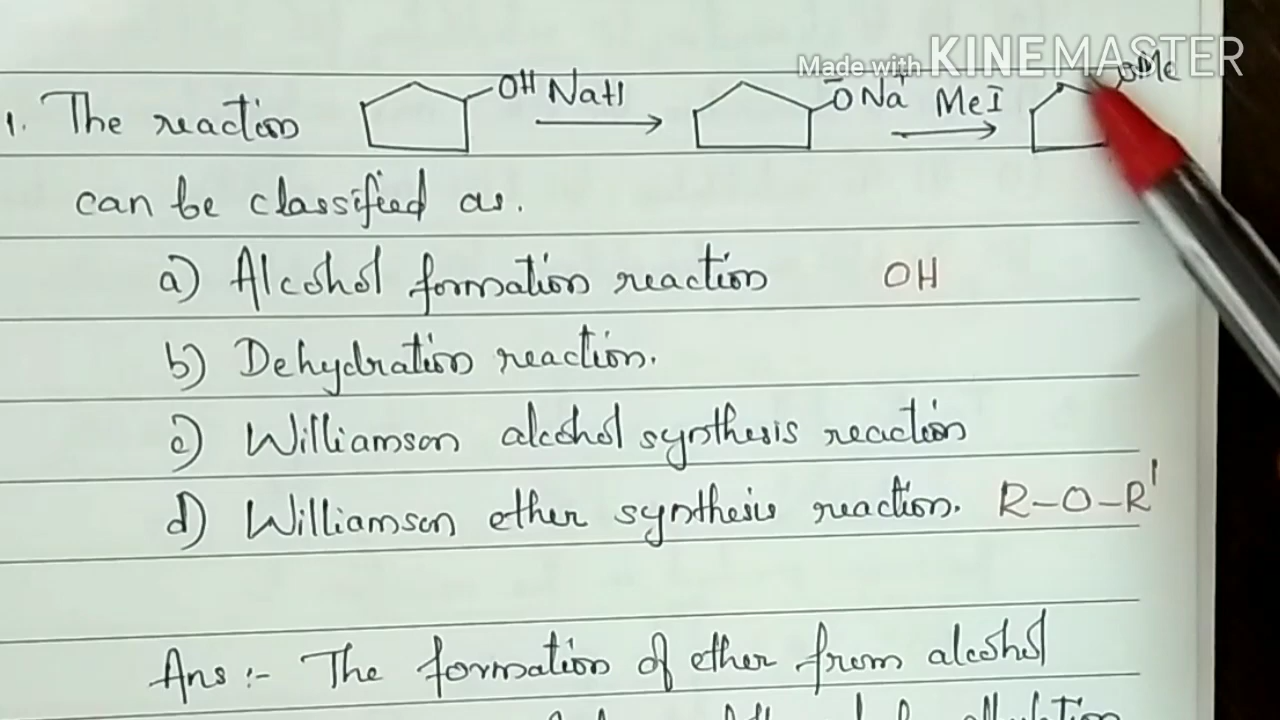 Made with KINEMASTER
1. The reaction OH NaH ŌNa⁺ MeI OMe
can be classified as.
a) Alcohol formation reaction OH
b) Dehydration reaction.
c) Williamson alcohol synthesis reaction
d) Williamson ether synthesis reaction. R-O-R'
Ans :- The formation of ether from alcohol